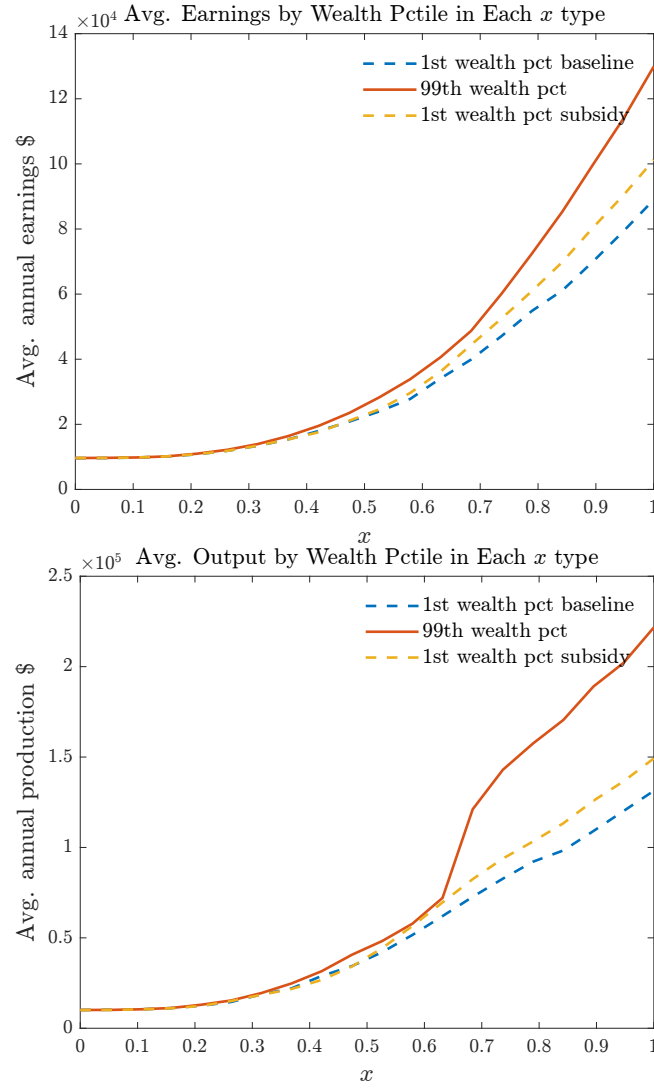 ×10⁴ Avg. Earnings by Wealth Pctile in Each x type
14
12
10
8
6
4
2
0
Avg. annual earnings $
1st wealth pct baseline
99th wealth pct
1st wealth pct subsidy
0 0.1 0.2 0.3 0.4 0.5 0.6 0.7 0.8 0.9 1
x
×10⁵ Avg. Output by Wealth Pctile in Each x type
2.5
2
1.5
1
0.5
0
Avg. annual production $
1st wealth pct baseline
99th wealth pct
1st wealth pct subsidy
0 0.1 0.2 0.3 0.4 0.5 0.6 0.7 0.8 0.9 1
x